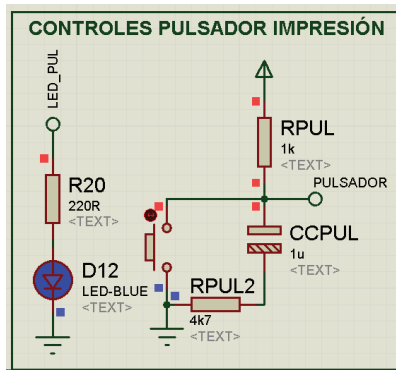 CONTROLES PULSADOR IMPRESIÓN
LED_PUL
R20
220R
<TEXT>
D12
LED-BLUE
<TEXT>
RPUL
1k
<TEXT>
PULSADOR
CCPUL
1u
<TEXT>
RPUL2
4k7
<TEXT>